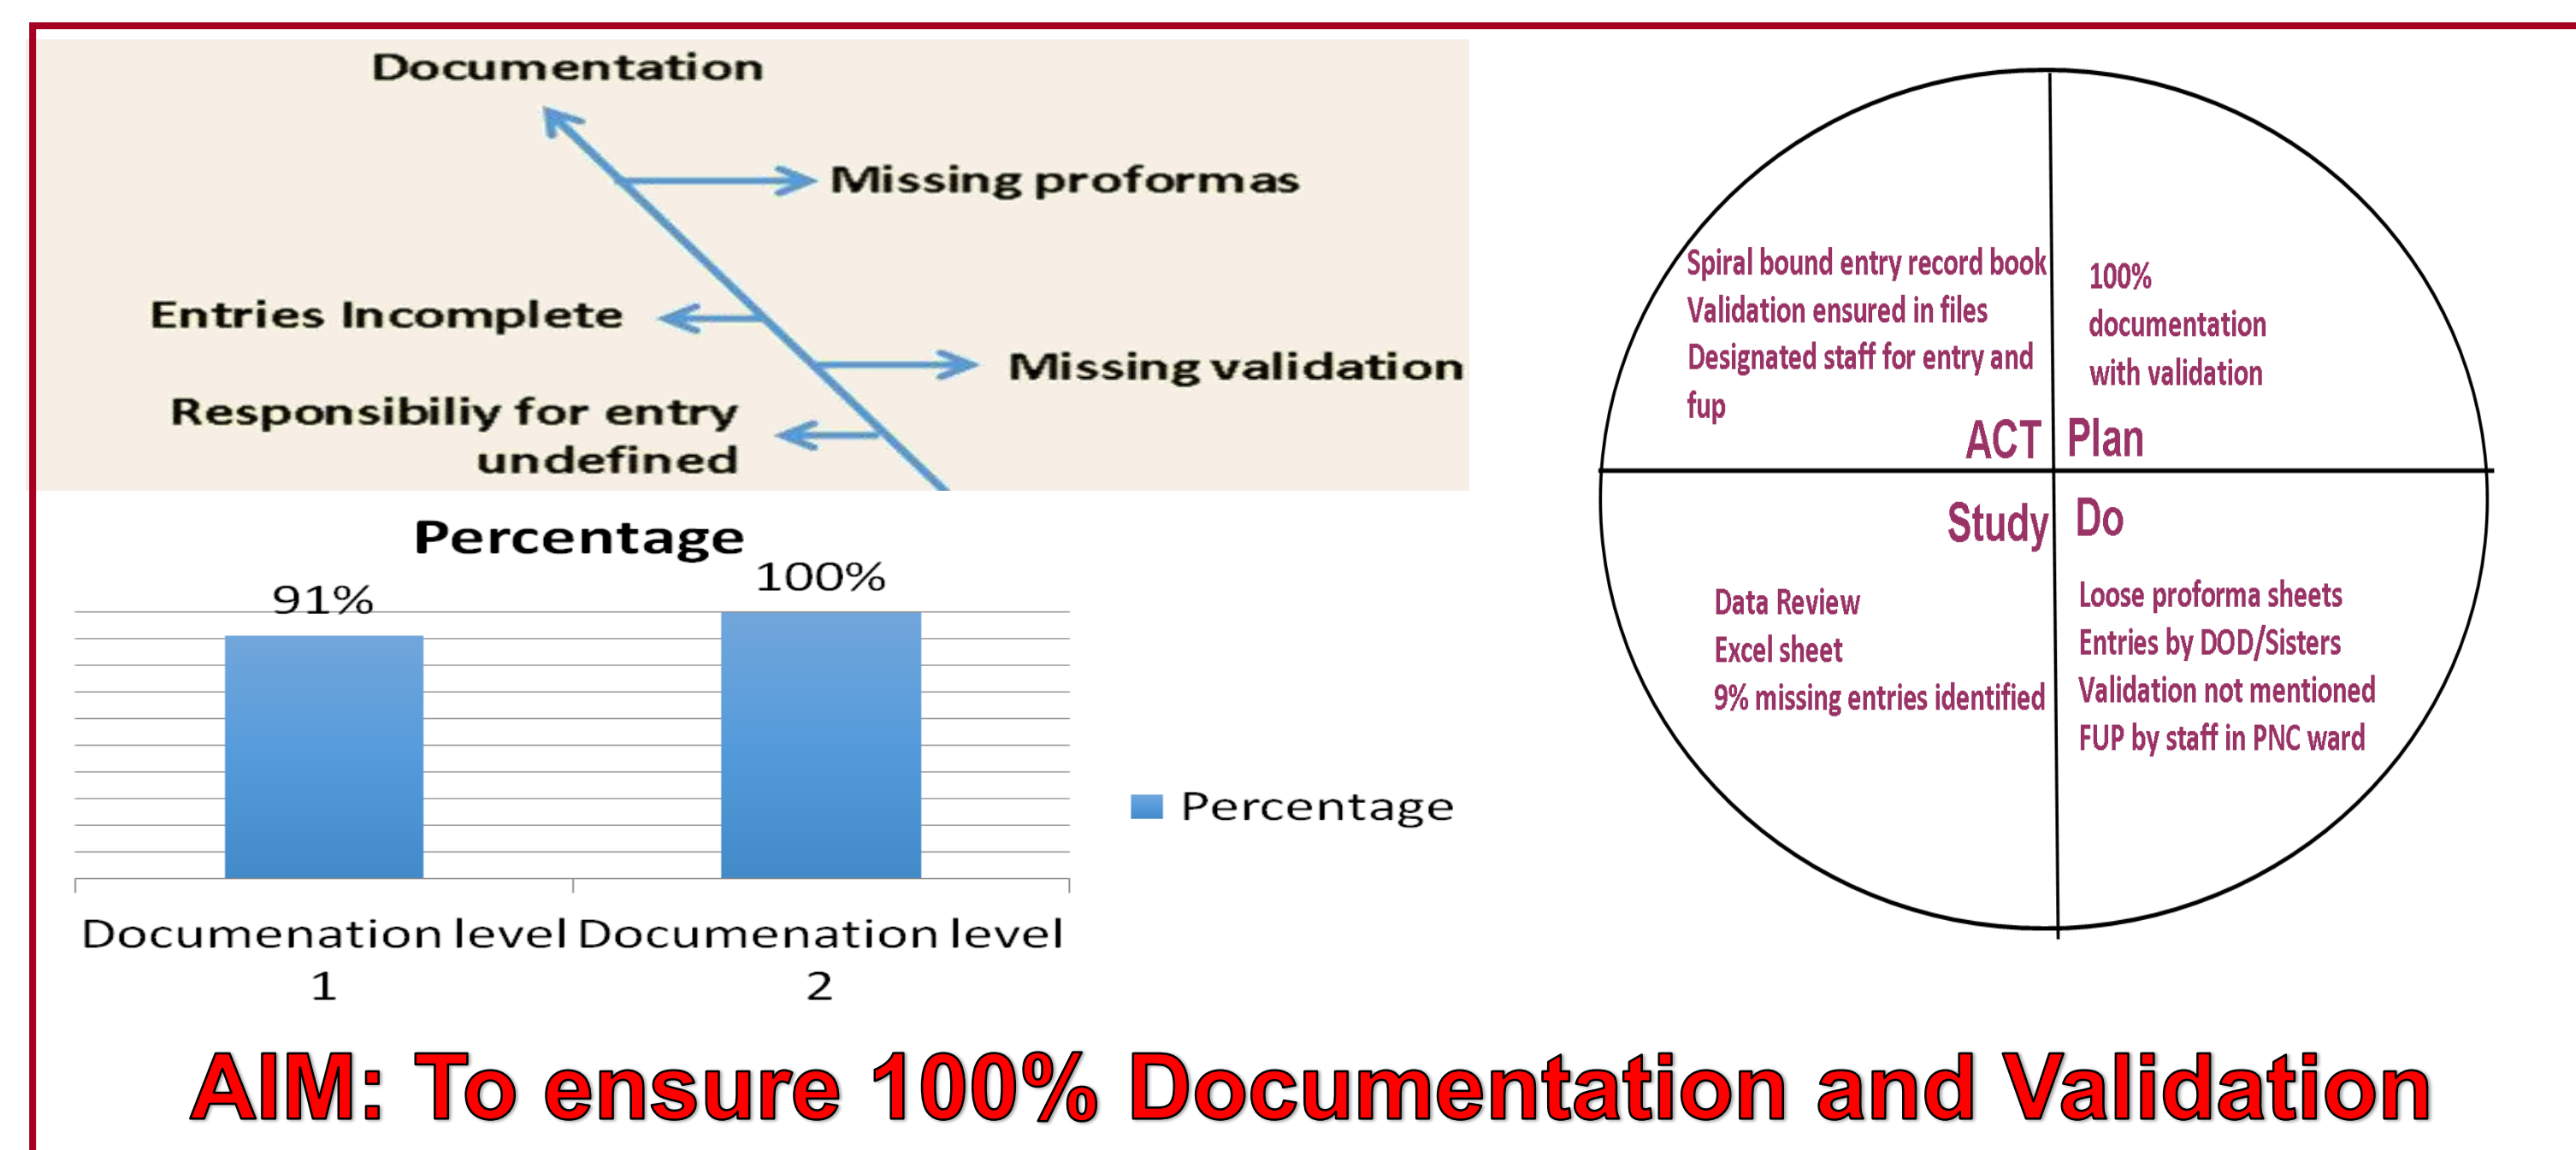 Documentation
Missing proformas
Entries Incomplete
Missing validation
Responsibiliy for entry
undefined
Percentage
91%
100%
Percentage
Documenation level
1
Documenation level
2
Spiral bound entry record book
Validation ensured in files
Designated staff for entry and
fup
ACT
100%
documentation
with validation
Plan
Study
Data Review
Excel sheet
9% missing entries identified
Do
Loose proforma sheets
Entries by DOD/Sisters
Validation not mentioned
FUP by staff in PNC ward
AIM: To ensure 100% Documentation and Validation